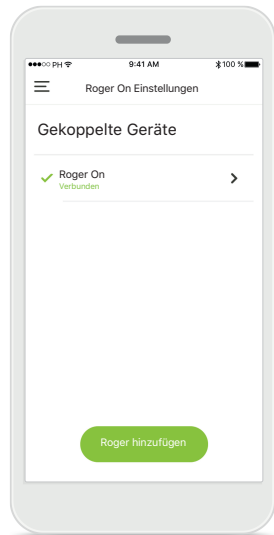 PH 9:41 AM 100 %
Roger On Einstellungen
Gekoppelte Geräte
Roger On
Verbunden
Roger hinzufügen